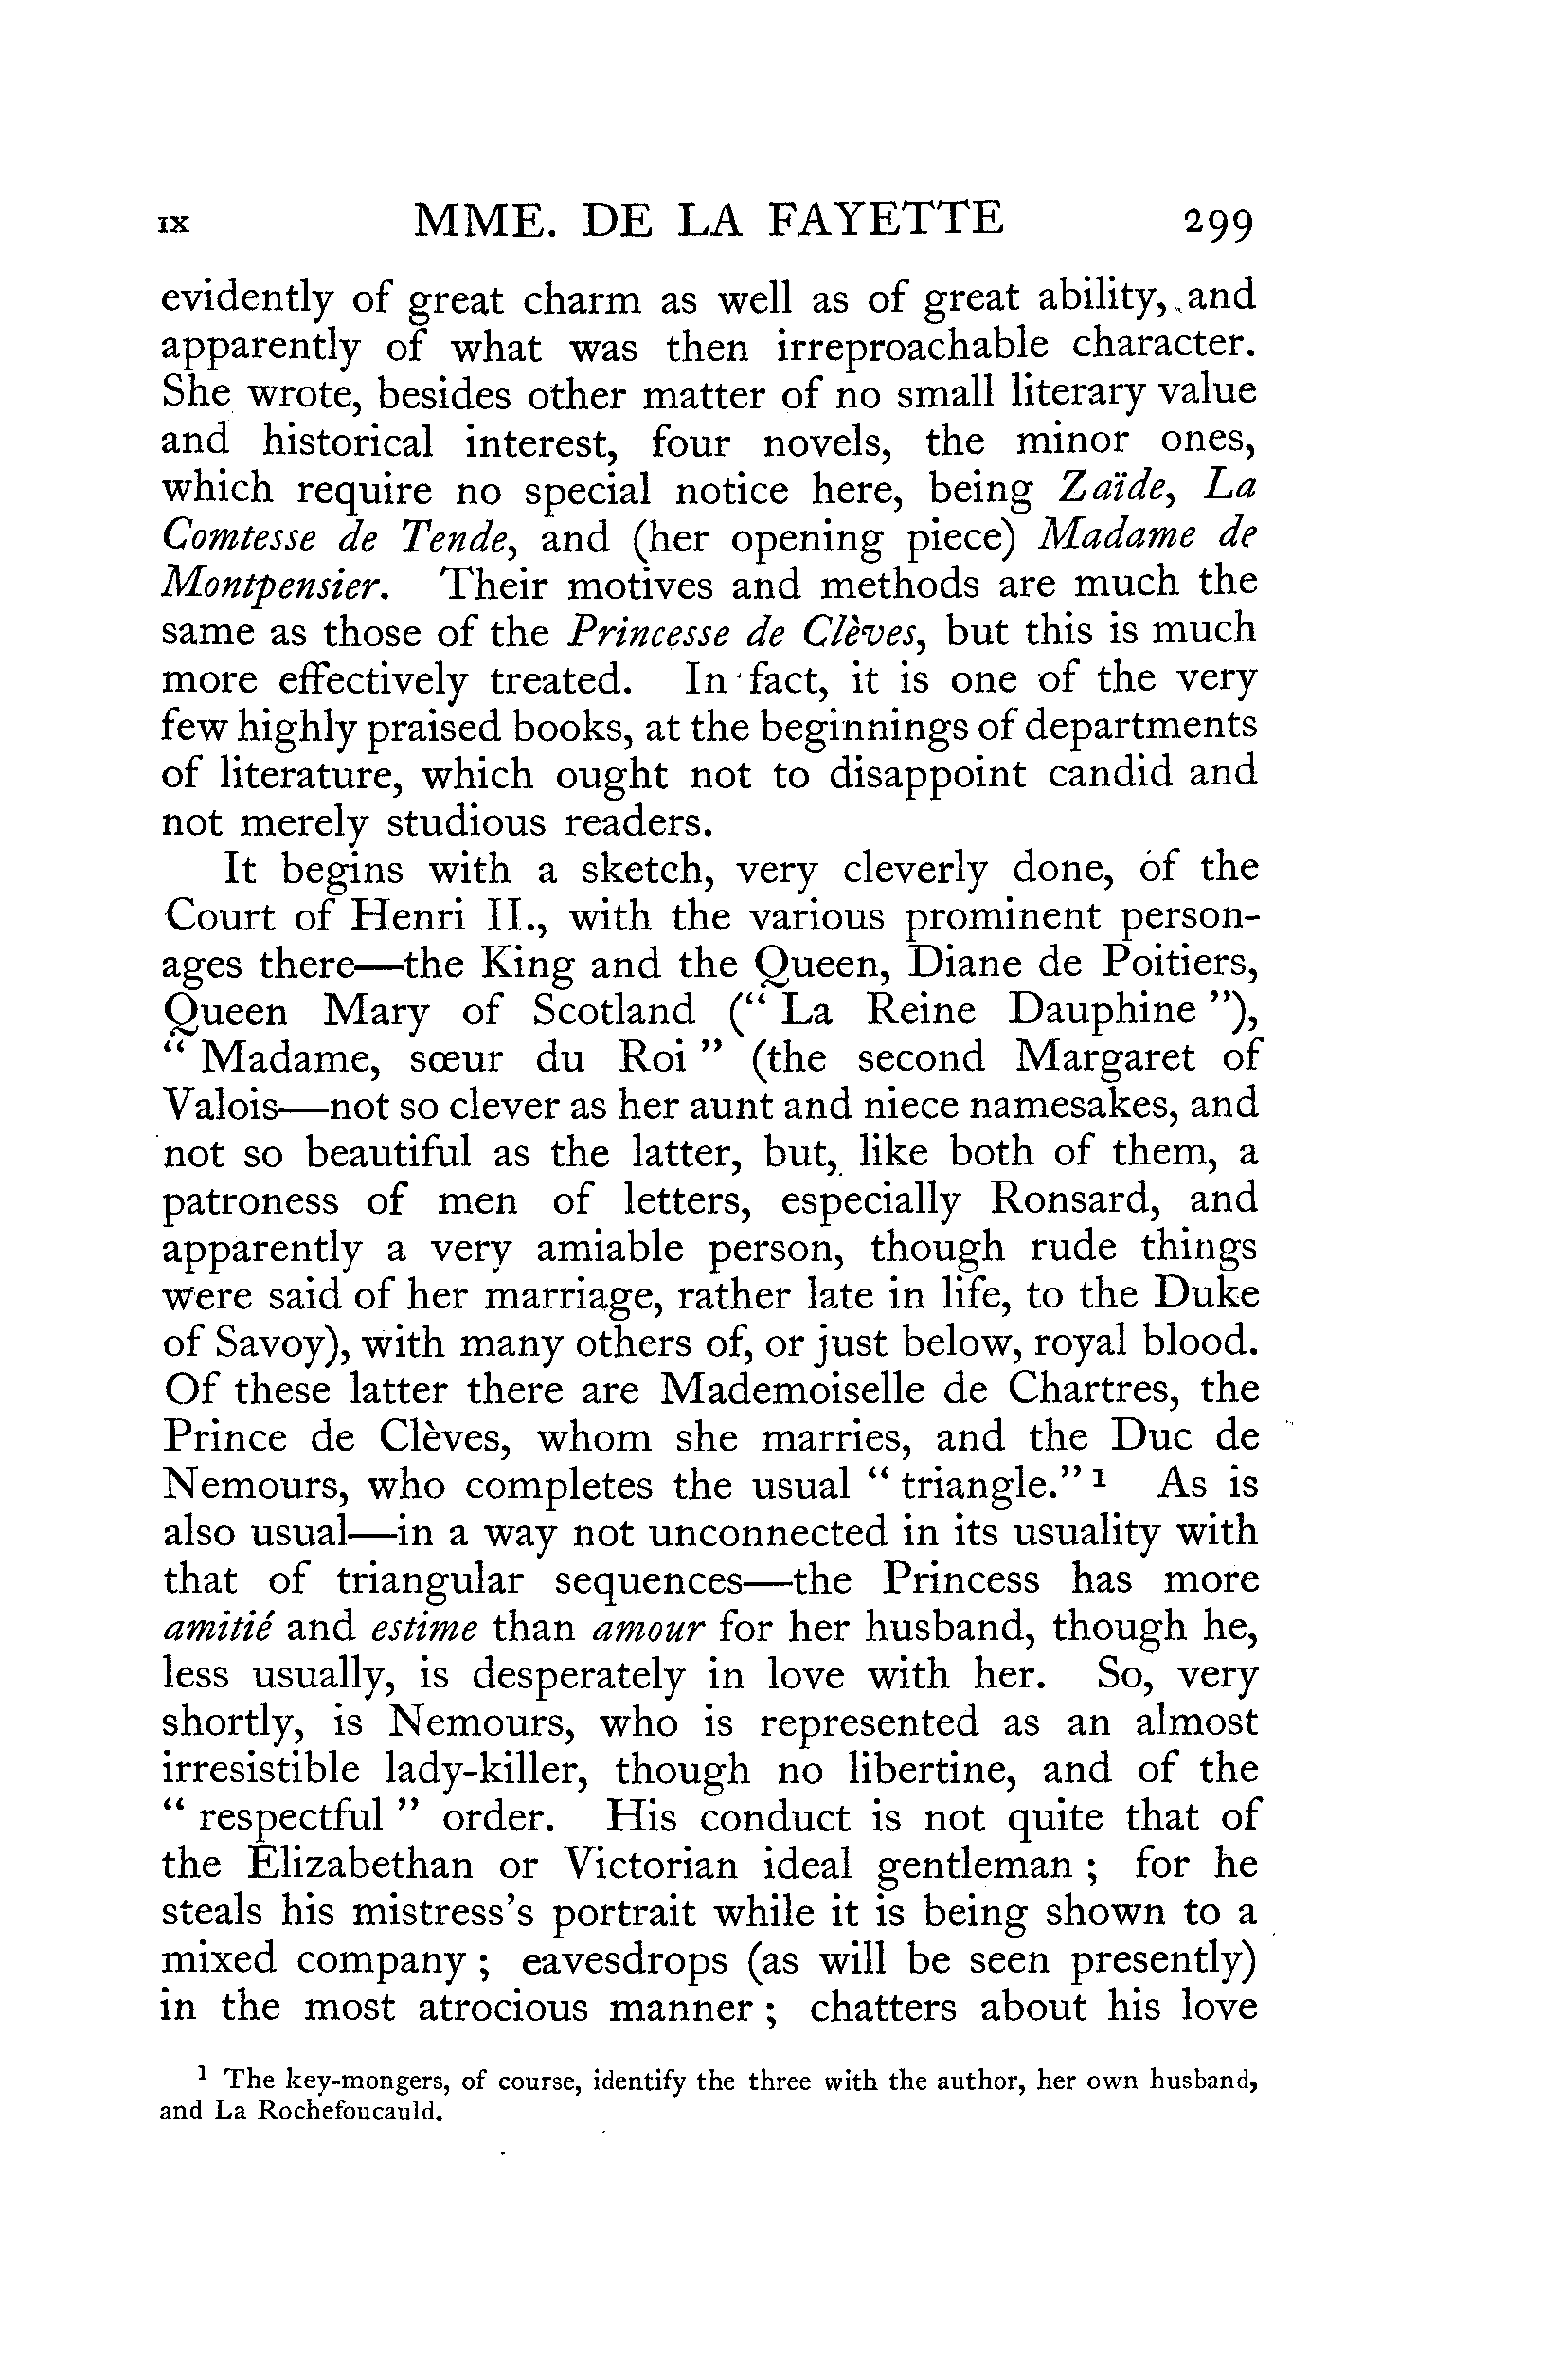 IX MME. DE LA FAYETTE 299
evidently of great charm as well as of great ability, and
apparently of what was then irreproachable character.
She wrote, besides other matter of no small literary value
and historical interest, four novels, the minor ones,
which require no special notice here, being Zaïde, La
Comtesse de Tende, and (her opening piece) Madame de
Montpensier. Their motives and methods are much the
same as those of the Princesse de Clèves, but this is much
more effectively treated. In fact, it is one of the very
few highly praised books, at the beginnings of departments
of literature, which ought not to disappoint candid and
not merely studious readers.
It begins with a sketch, very cleverly done, of the
Court of Henri II., with the various prominent person-
ages there—the King and the Queen, Diane de Poitiers,
Queen Mary of Scotland (“ La Reine Dauphine ”),
“ Madame, sœur du Roi ” (the second Margaret of
Valois—not so clever as her aunt and niece namesakes, and
not so beautiful as the latter, but, like both of them, a
patroness of men of letters, especially Ronsard, and
apparently a very amiable person, though rude things
were said of her marriage, rather late in life, to the Duke
of Savoy), with many others of, or just below, royal blood.
Of these latter there are Mademoiselle de Chartres, the
Prince de Clèves, whom she marries, and the Duc de
Nemours, who completes the usual “ triangle.” 1 As is
also usual—in a way not unconnected in its usuality with
that of triangular sequences—the Princess has more
amitié and estime than amour for her husband, though he,
less usually, is desperately in love with her. So, very
shortly, is Nemours, who is represented as an almost
irresistible lady-killer, though no libertine, and of the
“ respectful ” order. His conduct is not quite that of
the Elizabethan or Victorian ideal gentleman ; for he
steals his mistress’s portrait while it is being shown to a
mixed company ; eavesdrops (as will be seen presently)
in the most atrocious manner ; chatters about his love
1 The key-mongers, of course, identify the three with the author, her own husband,
and La Rochefoucauld.